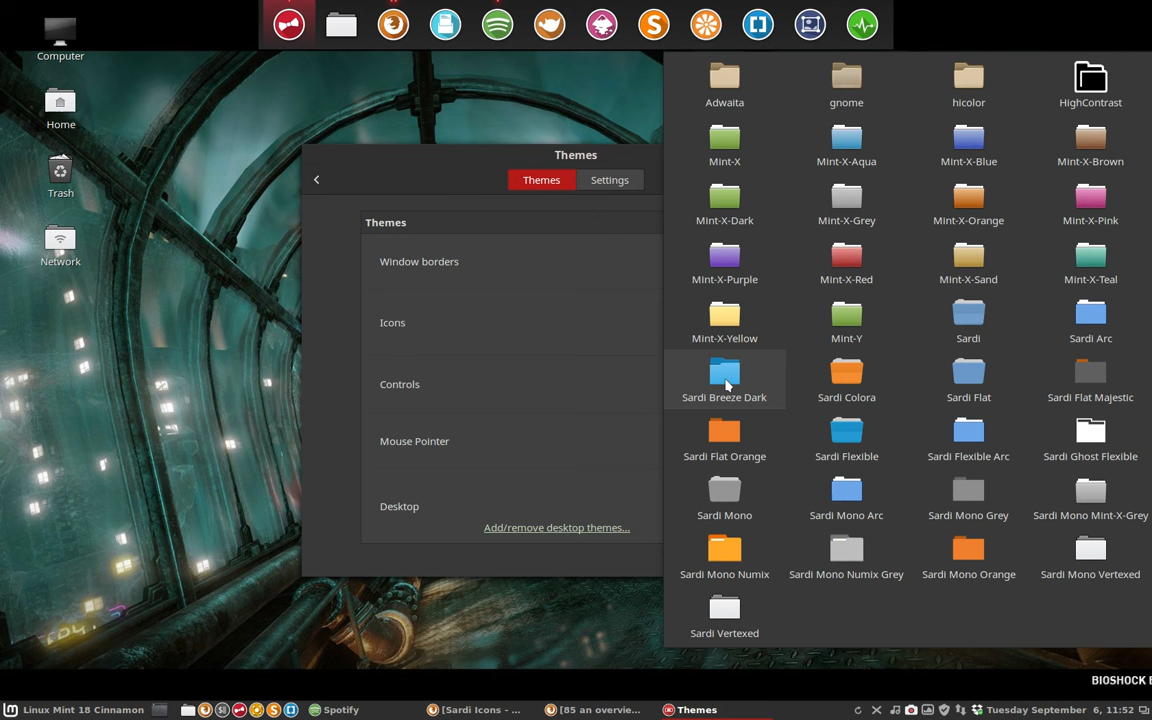 Computer
Home
Trash
Network
Themes
Themes
Settings
Themes
Window borders
Icons
Controls
Mouse Pointer
Desktop
Add/remove desktop themes...
Adwaita
gnome
hicolor
HighContrast
Mint-X
Mint-X-Aqua
Mint-X-Blue
Mint-X-Brown
Mint-X-Dark
Mint-X-Grey
Mint-X-Orange
Mint-X-Pink
Mint-X-Purple
Mint-X-Red
Mint-X-Sand
Mint-X-Teal
Mint-X-Yellow
Mint-Y
Sardi
Sardi Arc
Sardi Breeze Dark
Sardi Colora
Sardi Flat
Sardi Flat Majestic
Sardi Flat Orange
Sardi Flexible
Sardi Flexible Arc
Sardi Ghost Flexible
Sardi Mono
Sardi Mono Arc
Sardi Mono Grey
Sardi Mono Mint-X-Grey
Sardi Mono Numix
Sardi Mono Numix Grey
Sardi Mono Orange
Sardi Mono Vertexed
Sardi Vertexed
BIOSHOCK
Linux Mint 18 Cinnamon
Spotify
[Sardi Icons - ...
[85 an overvie...
Themes
Tuesday September 6, 11:52